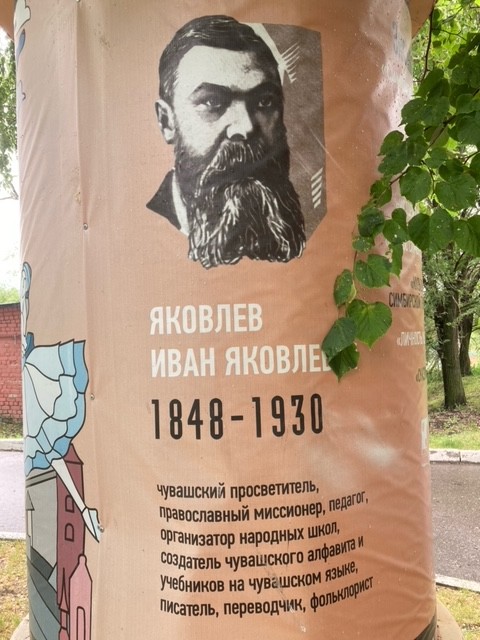 ЯКОВЛЕВ
ИВАН ЯКОВЛЕ
1848-1930
чувашский просветитель,
православный миссионер, педагог,
организатор народных школ,
создатель чувашского алфавита и
учебников на чувашском языке,
писатель, переводчик, фольклорист